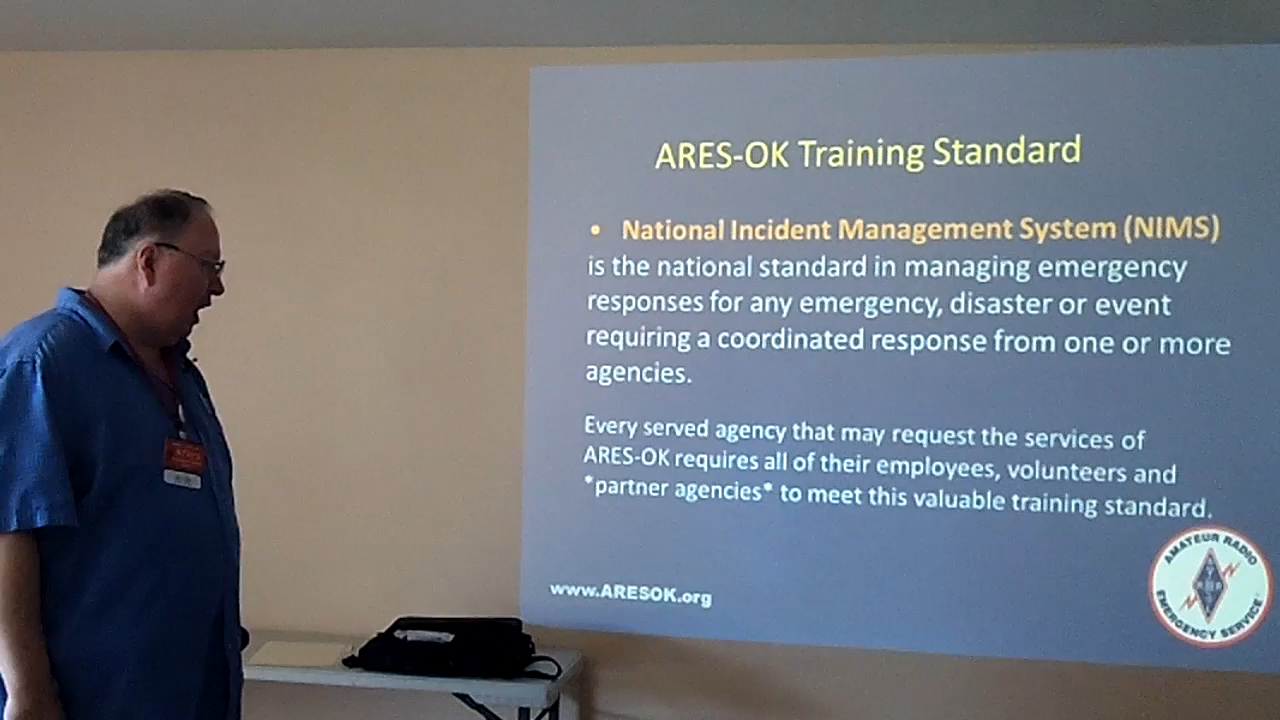 ARES-OK Training Standard
• National Incident Management System (NIMS)
is the national standard in managing emergency
responses for any emergency, disaster or event
requiring a coordinated response from one or more
agencies.
Every served agency that may request the services of
ARES-OK requires all of their employees, volunteers and
*partner agencies* to meet this valuable training standard.
www.ARESOK.org
AMATEUR RADIO
EMERGENCY SERVICE